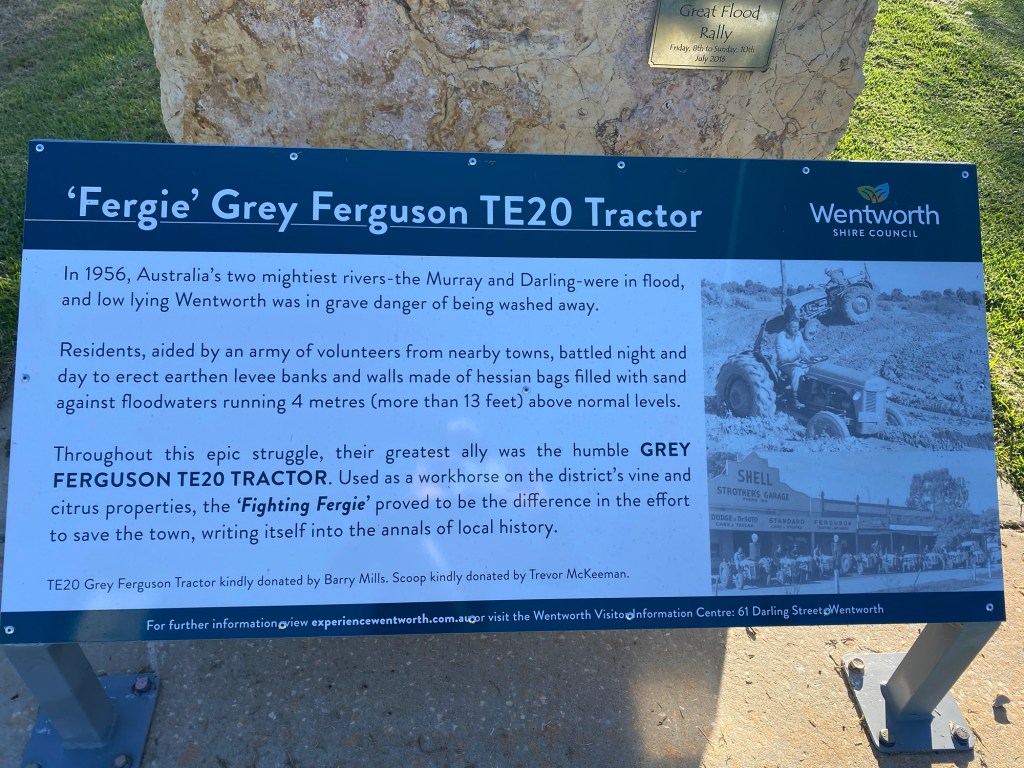 Great Flood
Rally
Friday, 8th to Sunday, 10th
July 2016
'Fergie' Grey Ferguson TE20 Tractor
Wentworth
SHIRE COUNCIL
In 1956, Australia's two mightiest rivers-the Murray and Darling-were in flood,
and low lying Wentworth was in grave danger of being washed away.
Residents, aided by an army of volunteers from nearby towns, battled night and
day to erect earthen levee banks and walls made of hessian bags filled with sand
against floodwaters running 4 metres (more than 13 feet) above normal levels.
Throughout this epic struggle, their greatest ally was the humble GREY
FERGUSON TE20 TRACTOR. Used as a workhorse on the district's vine and
citrus properties, the 'Fighting Fergie' proved to be the difference in the effort
to save the town, writing itself into the annals of local history.
TE20 Grey Ferguson Tractor kindly donated by Barry Mills. Scoop kindly donated by Trevor McKeeman.
SHELL
STROTHERS GARAGE
STANDARD
FERGUSON
For further information view experiencewentworth.com.au or visit the Wentworth Visitor Information Centre: 61 Darling Street, Wentworth